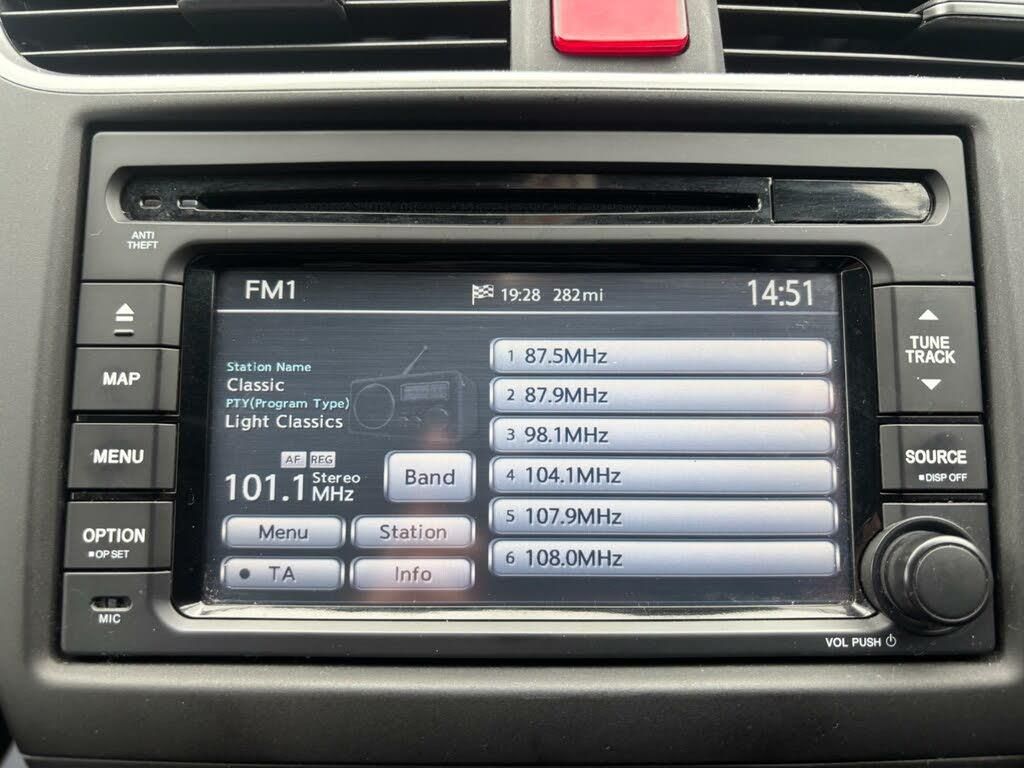 ANTI
THEFT
MAP
MENU
OPTION
■OP SET
MIC
FM1
19:28 282mi
14:51
Station Name
Classic
PTY(Program Type)
Light Classics
AF REG
101.1 Stereo
MHz
Band
Menu
Station
TA
Info
1 87.5MHz
2 87.9MHz
3 98.1MHz
4 104.1MHz
5 107.9MHz
6 108.0MHz
TUNE
TRACK
SOURCE
■DISP OFF
VOL PUSH